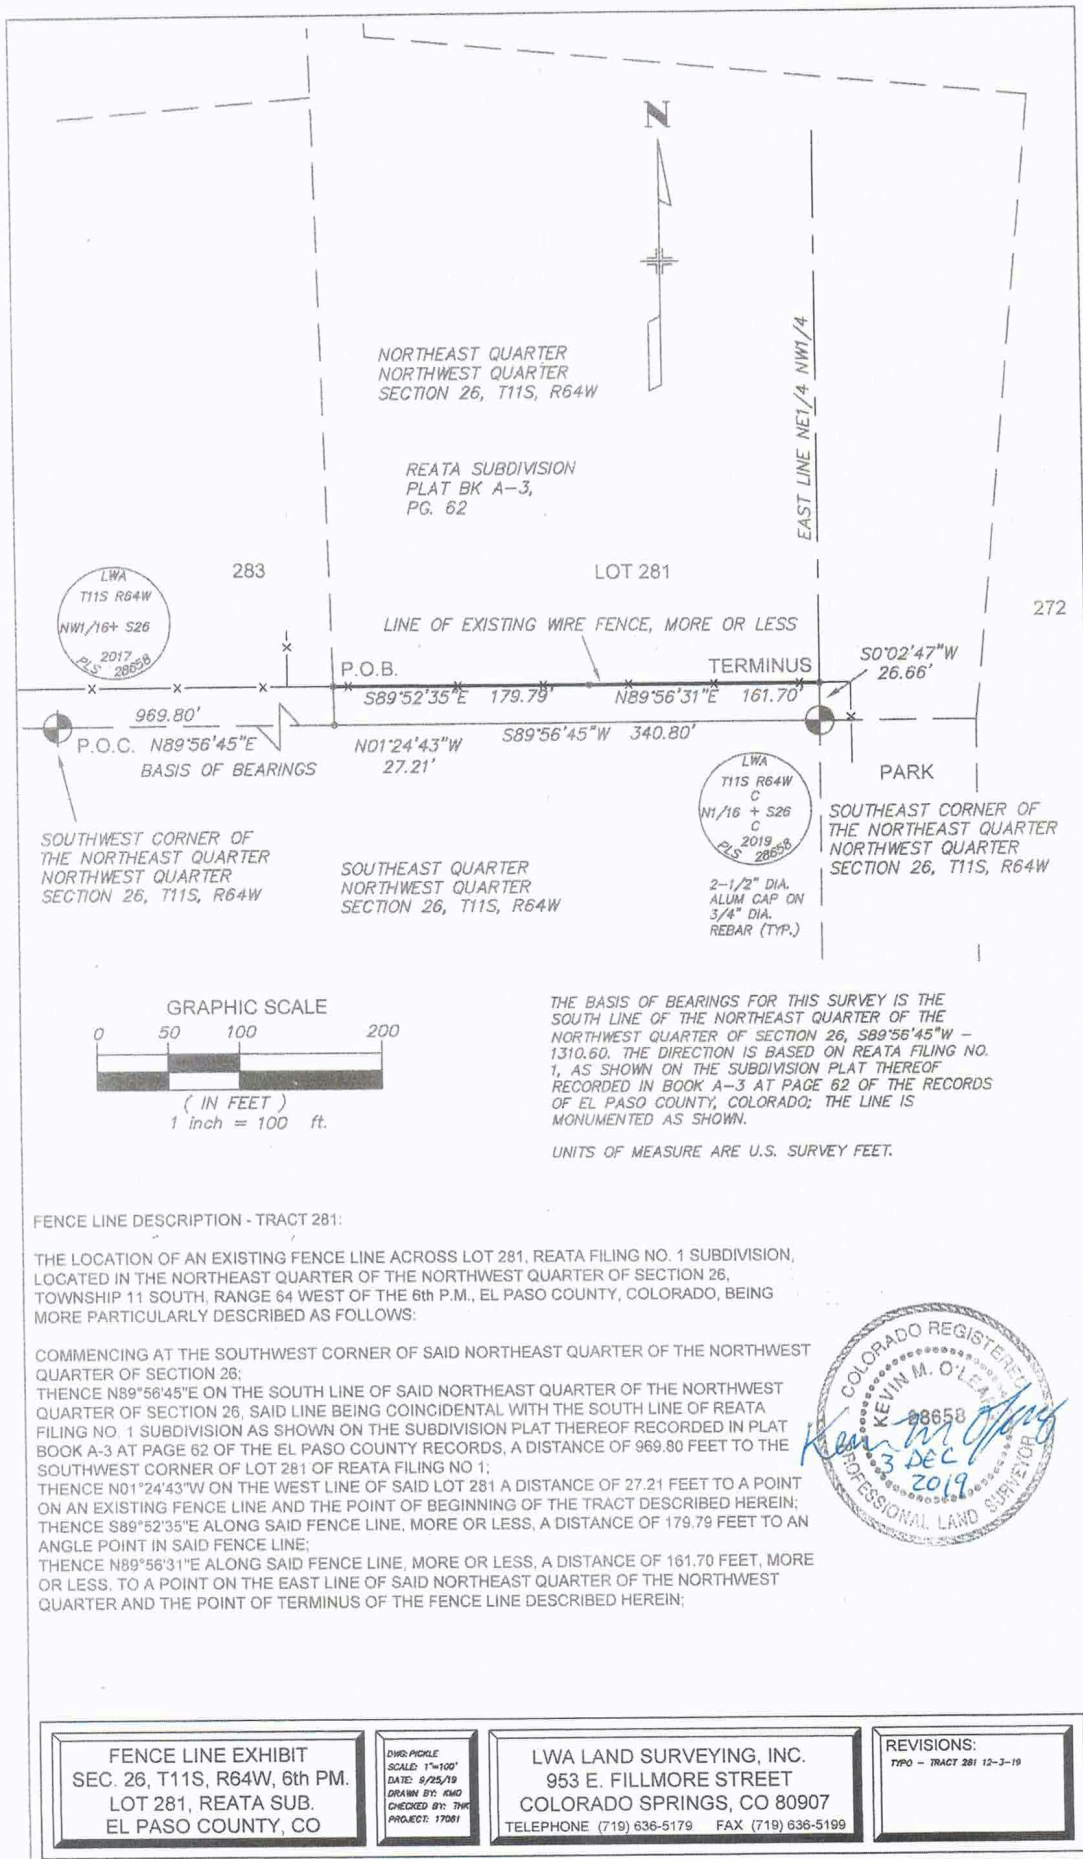 N
NORTHEAST QUARTER
NORTHWEST QUARTER
SECTION 26, T11S, R64W
EAST LINE NE1/4 NW1/4
REATA SUBDIVISION
PLAT BK A-3,
PG. 62
LWA
T11S R64W
NW1/16+ S26
2017
PLS 28658
283
LOT 281
272
LINE OF EXISTING WIRE FENCE, MORE OR LESS
P.O.B.
TERMINUS
S0°02'47"W
26.66'
S89°52'35"E 179.79'
N89°56'31"E 161.70'
969.80'
P.O.C. N89°56'45"E
BASIS OF BEARINGS
N01°24'43"W
27.21'
S89°56'45"W 340.80'
PARK
LWA
T11S R64W
C
N1/16 + S26
C
2019
PLS 28658
2-1/2" DIA.
ALUM CAP ON
3/4" DIA.
REBAR (TYP.)
SOUTHWEST CORNER OF
THE NORTHEAST QUARTER
NORTHWEST QUARTER
SECTION 26, T11S, R64W
SOUTHEAST QUARTER
NORTHWEST QUARTER
SECTION 26, T11S, R64W
SOUTHEAST CORNER OF
THE NORTHEAST QUARTER
NORTHWEST QUARTER
SECTION 26, T11S, R64W
GRAPHIC SCALE
0 50 100 200
( IN FEET )
1 inch = 100 ft.
THE BASIS OF BEARINGS FOR THIS SURVEY IS THE
SOUTH LINE OF THE NORTHEAST QUARTER OF THE
NORTHWEST QUARTER OF SECTION 26, S89°56'45"W –
1310.60. THE DIRECTION IS BASED ON REATA FILING NO.
1, AS SHOWN ON THE SUBDIVISION PLAT THEREOF
RECORDED IN BOOK A-3 AT PAGE 62 OF THE RECORDS
OF EL PASO COUNTY, COLORADO; THE LINE IS
MONUMENTED AS SHOWN.
UNITS OF MEASURE ARE U.S. SURVEY FEET.
FENCE LINE DESCRIPTION - TRACT 281:
THE LOCATION OF AN EXISTING FENCE LINE ACROSS LOT 281, REATA FILING NO. 1 SUBDIVISION,
LOCATED IN THE NORTHEAST QUARTER OF THE NORTHWEST QUARTER OF SECTION 26,
TOWNSHIP 11 SOUTH, RANGE 64 WEST OF THE 6th P.M., EL PASO COUNTY, COLORADO, BEING
MORE PARTICULARLY DESCRIBED AS FOLLOWS:
COMMENCING AT THE SOUTHWEST CORNER OF SAID NORTHEAST QUARTER OF THE NORTHWEST
QUARTER OF SECTION 26;
THENCE N89°56'45"E ON THE SOUTH LINE OF SAID NORTHEAST QUARTER OF THE NORTHWEST
QUARTER OF SECTION 26, SAID LINE BEING COINCIDENTAL WITH THE SOUTH LINE OF REATA
FILING NO. 1 SUBDIVISION AS SHOWN ON THE SUBDIVISION PLAT THEREOF RECORDED IN PLAT
BOOK A-3 AT PAGE 62 OF THE EL PASO COUNTY RECORDS, A DISTANCE OF 969.80 FEET TO THE
SOUTHWEST CORNER OF LOT 281 OF REATA FILING NO 1;
THENCE N01°24'43"W ON THE WEST LINE OF SAID LOT 281 A DISTANCE OF 27.21 FEET TO A POINT
ON AN EXISTING FENCE LINE AND THE POINT OF BEGINNING OF THE TRACT DESCRIBED HEREIN;
THENCE S89°52'35"E ALONG SAID FENCE LINE, MORE OR LESS, A DISTANCE OF 179.79 FEET TO AN
ANGLE POINT IN SAID FENCE LINE;
THENCE N89°56'31"E ALONG SAID FENCE LINE, MORE OR LESS, A DISTANCE OF 161.70 FEET, MORE
OR LESS, TO A POINT ON THE EAST LINE OF SAID NORTHEAST QUARTER OF THE NORTHWEST
QUARTER AND THE POINT OF TERMINUS OF THE FENCE LINE DESCRIBED HEREIN;
COLORADO REGISTERED
KEVIN M. O'LEARY
28658
3 DEC
2019
PROFESSIONAL LAND SURVEYOR
FENCE LINE EXHIBIT
SEC. 26, T11S, R64W, 6th PM.
LOT 281, REATA SUB.
EL PASO COUNTY, CO
DWG: PICKLE
SCALE: 1"=100'
DATE: 9/25/19
DRAWN BY: KMO
CHECKED BY: THK
PROJECT: 17061
LWA LAND SURVEYING, INC.
953 E. FILLMORE STREET
COLORADO SPRINGS, CO 80907
TELEPHONE (719) 636-5179 FAX (719) 636-5199
REVISIONS:
TYPO - TRACT 281 12-3-19